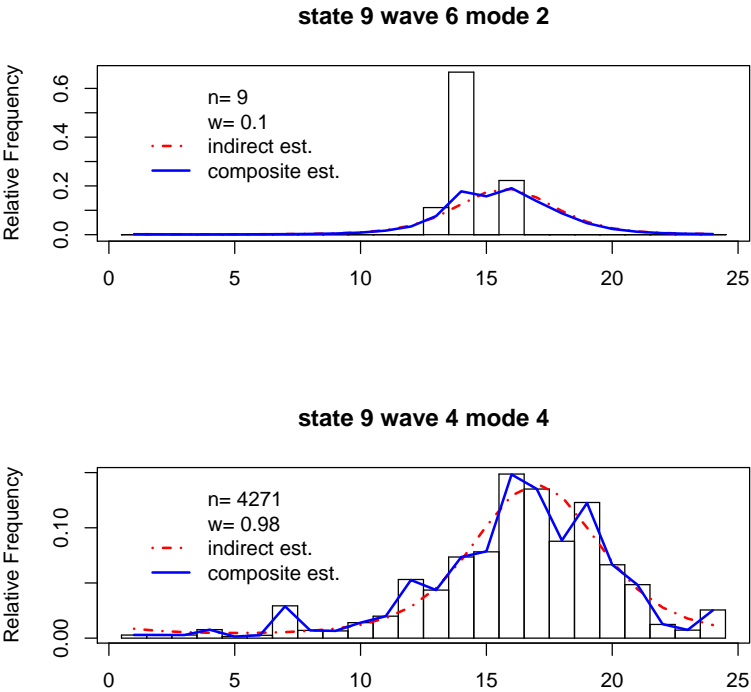 state 9 wave 6 mode 2
Relative Frequency
0.0 0.2 0.4 0.6
n= 9
w= 0.1
indirect est.
composite est.
0 5 10 15 20 25
state 9 wave 4 mode 4
Relative Frequency
0.00 0.10
n= 4271
w= 0.98
indirect est.
composite est.
0 5 10 15 20 25